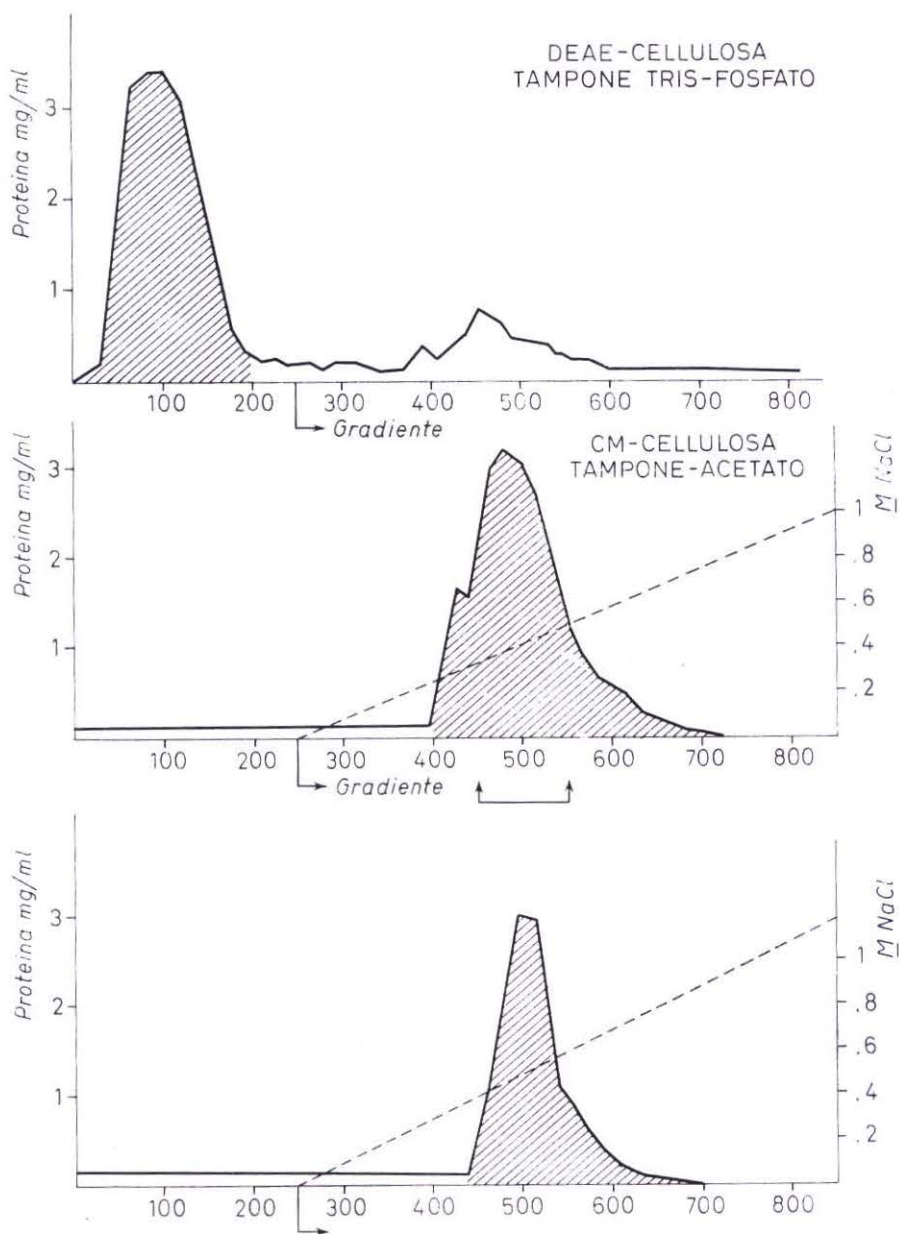 DEAE-CELLULOSA
TAMPONE TRIS-FOSFATO
Proteina mg/ml
3
2
1
100 200 300 400 500 600 700 800
Gradiente
CM-CELLULOSA
TAMPONE-ACETATO
Proteina mg/ml
3
2
1
M NaCl
1
.8
.6
.4
.2
100 200 300 400 500 600 700 800
Gradiente
Proteina mg/ml
3
2
1
M NaCl
1
.8
.6
.4
.2
100 200 300 400 500 600 700 800